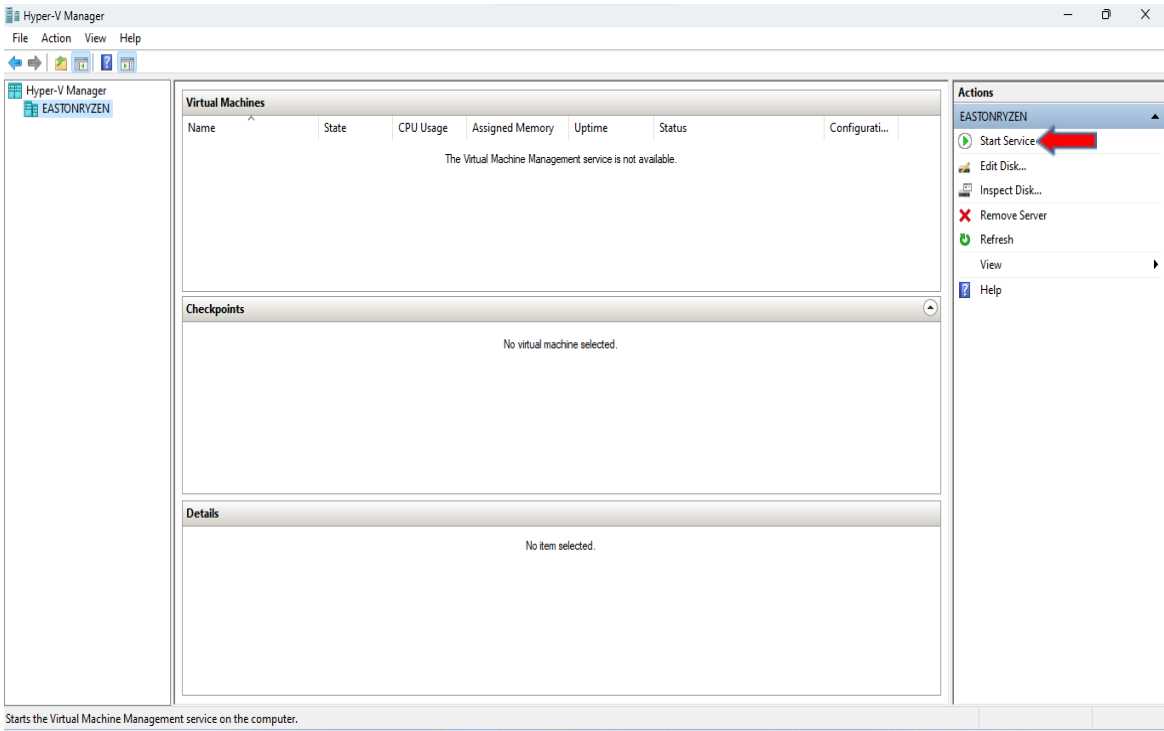 Hyper-V Manager
File Action View Help
Hyper-V Manager
EASTONRYZEN
Virtual Machines
Name State CPU Usage Assigned Memory Uptime Status Configurati...
The Virtual Machine Management service is not available.
Checkpoints
No virtual machine selected.
Details
No item selected.
Actions
EASTONRYZEN
Start Service
Edit Disk...
Inspect Disk...
Remove Server
Refresh
View
Help
Starts the Virtual Machine Management service on the computer.